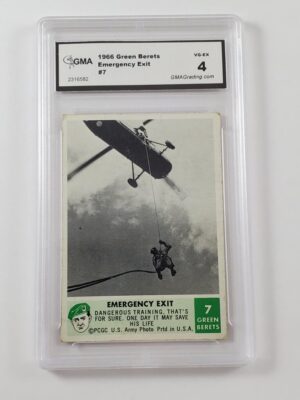 GMA
2316582
1966 Green Berets
Emergency Exit
#7
VG-EX
4
GMAGrading.com
EMERGENCY EXIT
DANGEROUS TRAINING, THAT'S
FOR SURE. ONE DAY IT MAY SAVE
HIS LIFE
©PCGC U.S. Army Photo Prtd in U.S.A.
7
GREEN
BERETS